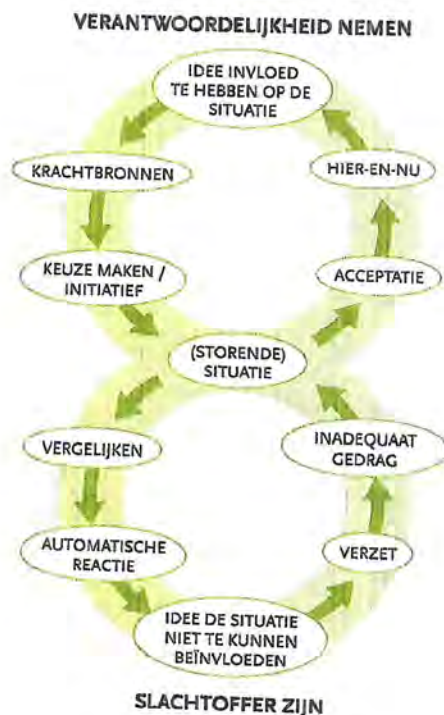 VERANTWOORDELIJKHEID NEMEN
IDEE INVLOED
TE HEBBEN OP DE
SITUATIE
KRACHTBRONNEN
HIER-EN-NU
KEUZE MAKEN /
INITIATIEF
ACCEPTATIE
(STORENDE)
SITUATIE
VERGELIJKEN
INADEQUAAT
GEDRAG
AUTOMATISCHE
REACTIE
VERZET
IDEE DE SITUATIE
NIET TE KUNNEN
BEÏNVLOEDEN
SLACHTOFFER ZIJN